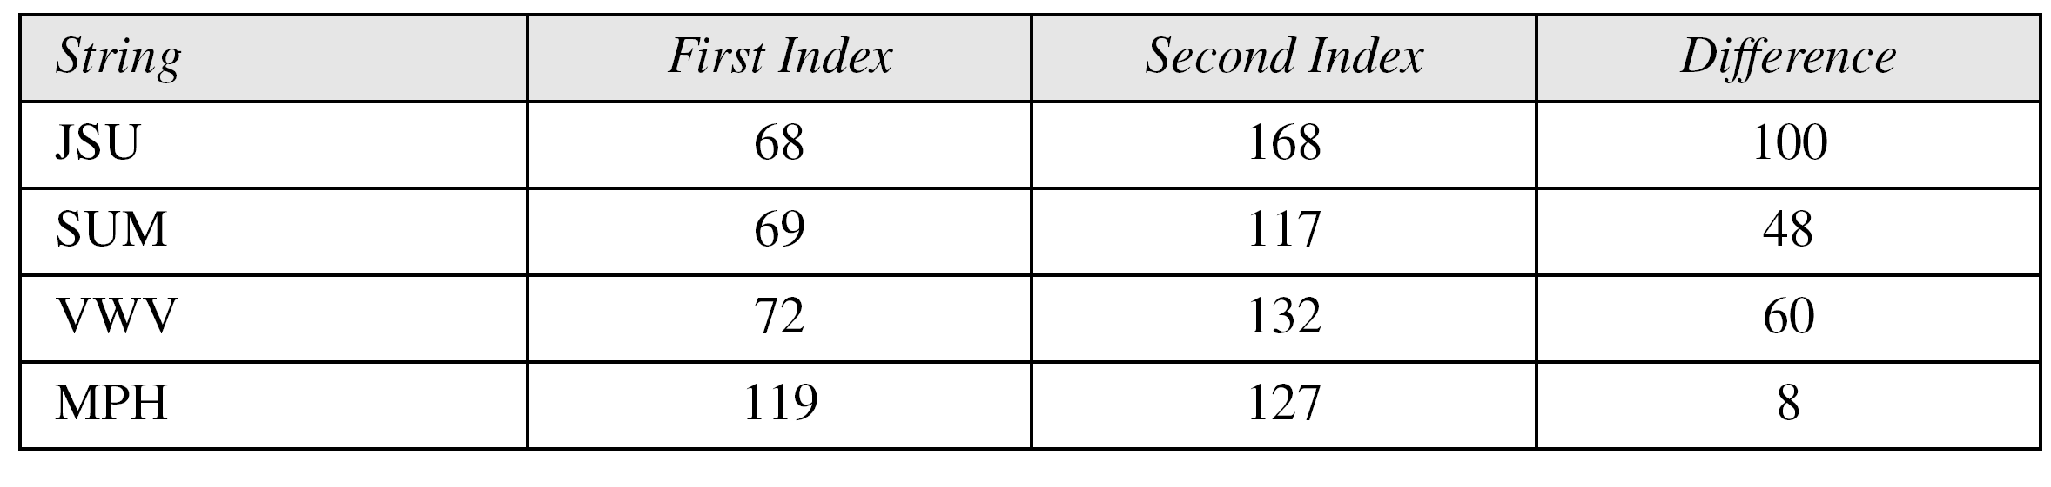 String First Index Second Index Difference
JSU 68 168 100
SUM 69 117 48
VWV 72 132 60
MPH 119 127 8